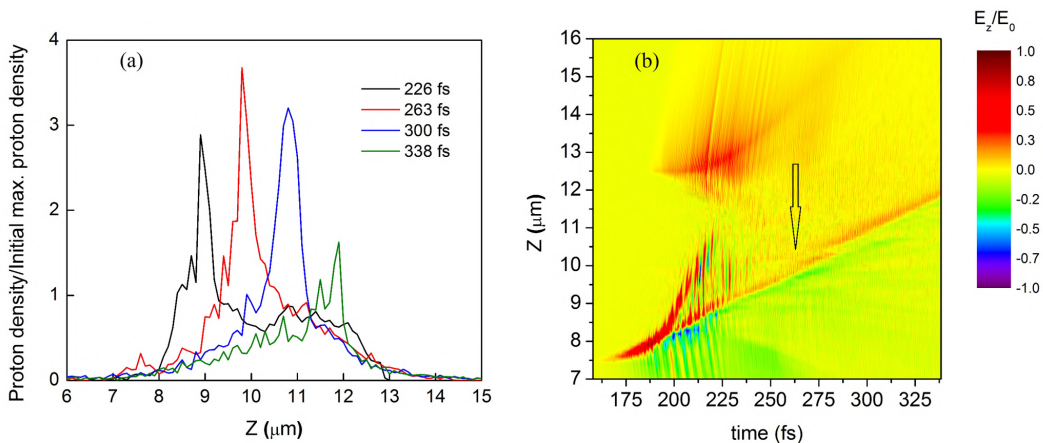 (a)
Proton density/Initial max. proton density
4
3
2
1
0
6 7 8 9 10 11 12 13 14 15
Z (μm)
226 fs
263 fs
300 fs
338 fs
(b)
Z (μm)
16
15
14
13
12
11
10
9
8
7
175 200 225 250 275 300 325
time (fs)
E_z/E_0
1.0
0.8
0.5
0.3
0.0
-0.3
-0.5
-0.8
-1.0